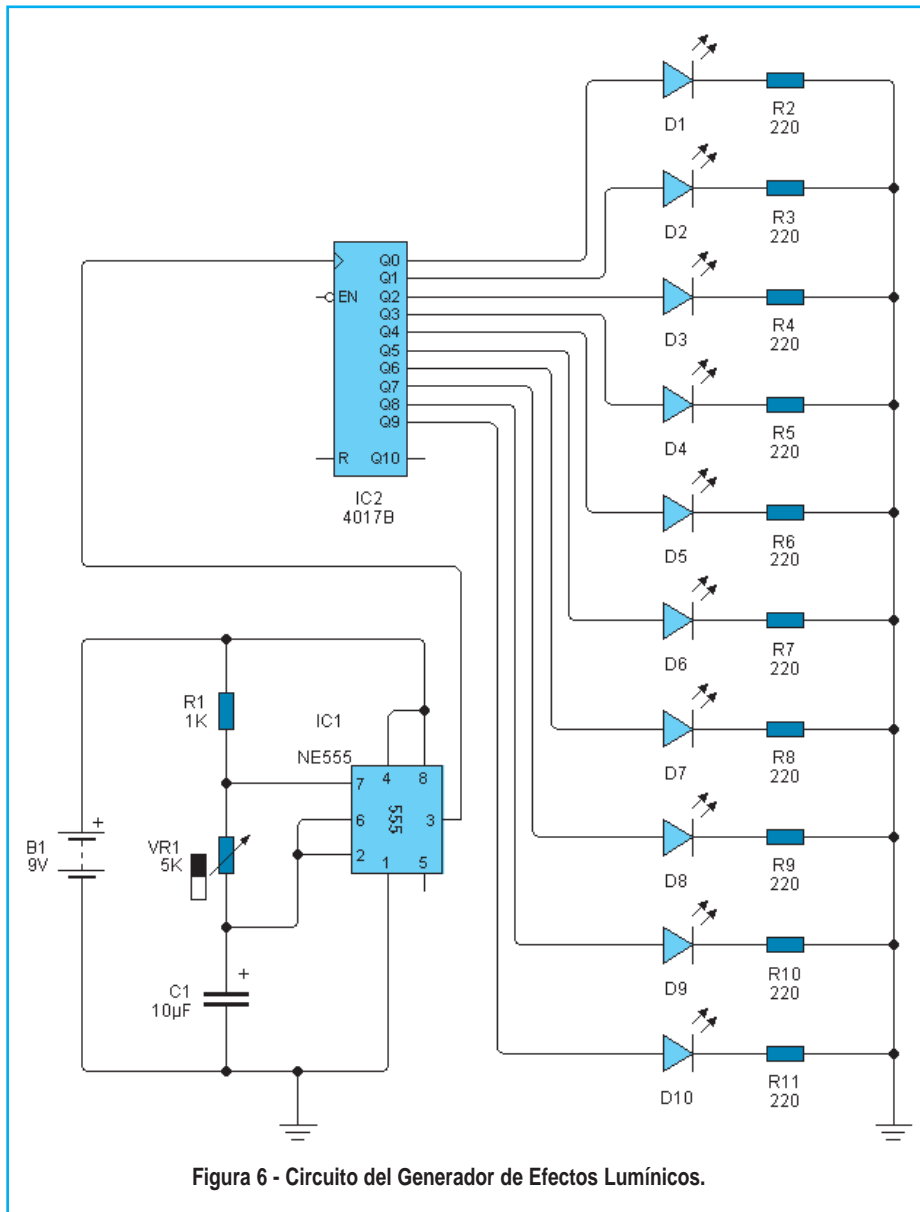 D1
R2
220
D2
R3
220
Q0
Q1
EN
Q2
Q3
Q4
Q5
Q6
Q7
Q8
Q9
R
Q10
IC2
4017B
D3
R4
220
D4
R5
220
D5
R6
220
D6
R7
220
D7
R8
220
D8
R9
220
D9
R10
220
D10
R11
220
R1
1K
IC1
NE555
4
8
7
6
555
3
2
1
5
+
B1
9V
VR1
5K
+
C1
10µF
Figura 6 - Circuito del Generador de Efectos Lumínicos.